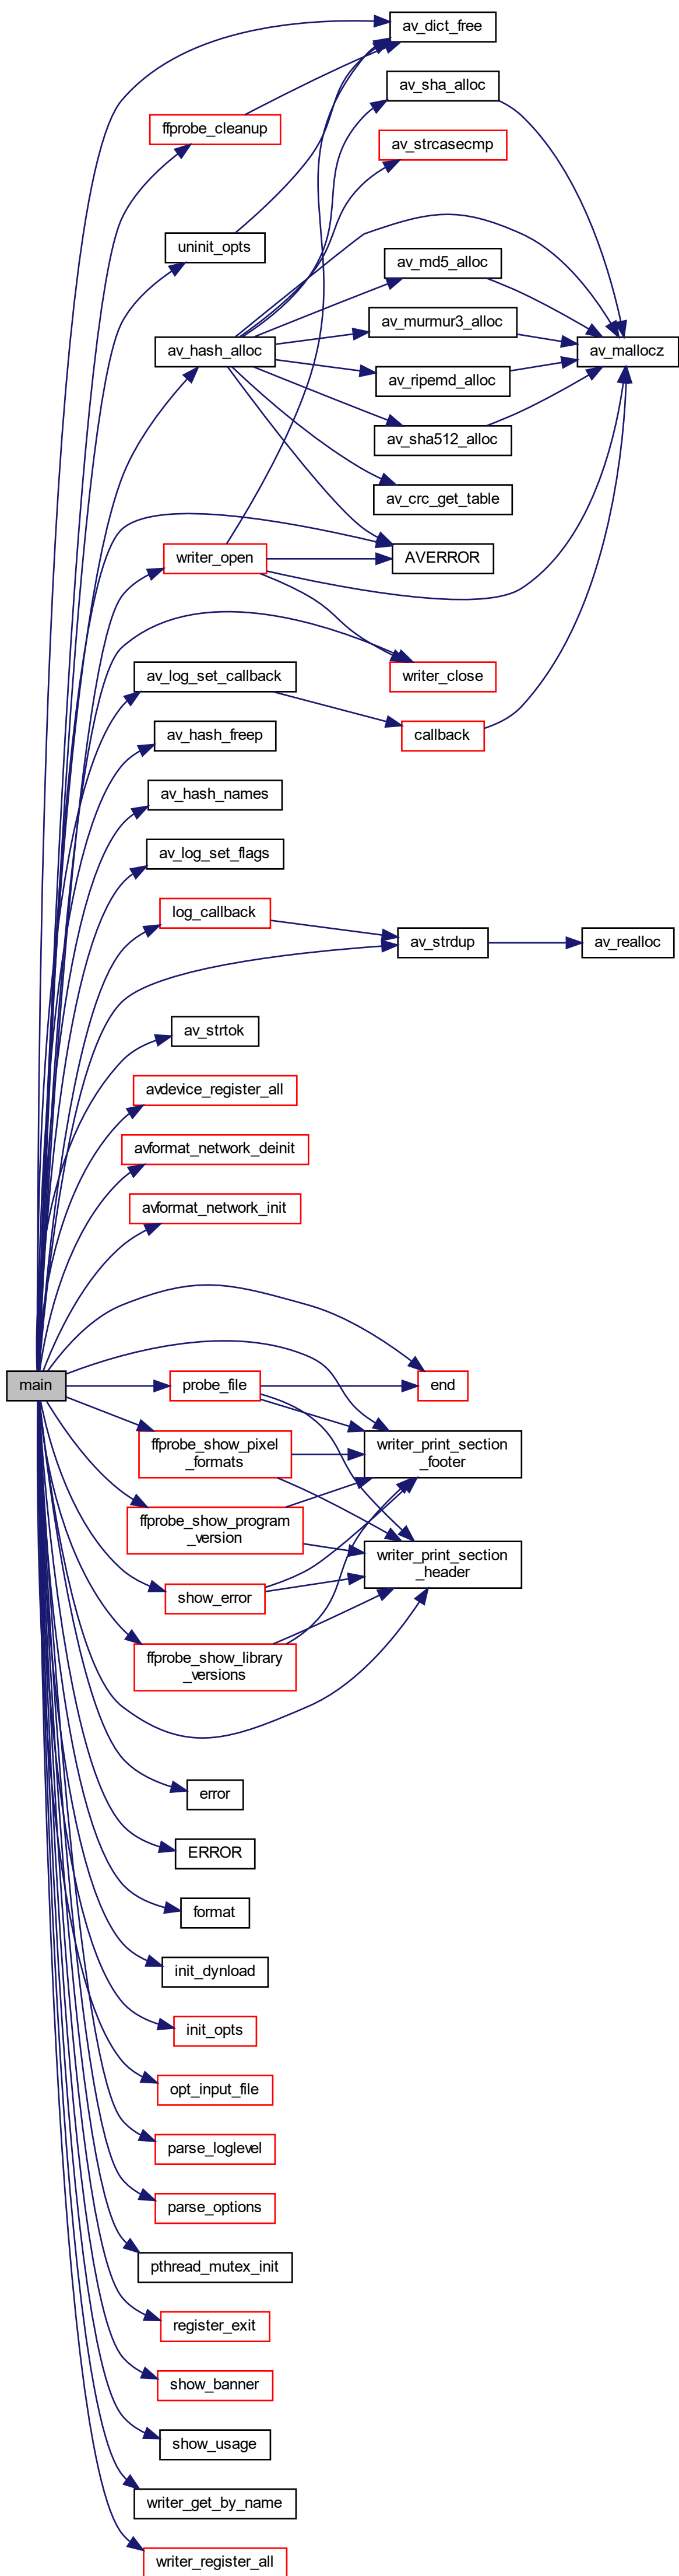 av_dict_free
av_sha_alloc
ffprobe_cleanup
av_strcasecmp
uninit_opts
av_md5_alloc
av_murmur3_alloc
av_hash_alloc
av_mallocz
av_ripemd_alloc
av_sha512_alloc
av_crc_get_table
writer_open
AVERROR
av_log_set_callback
writer_close
av_hash_freep
callback
av_hash_names
av_log_set_flags
log_callback
av_strdup
av_realloc
av_strtok
avdevice_register_all
avformat_network_deinit
avformat_network_init
main
probe_file
end
ffprobe_show_pixel
_formats
writer_print_section
_footer
ffprobe_show_program
_version
writer_print_section
_header
show_error
ffprobe_show_library
_versions
error
ERROR
format
init_dynload
init_opts
opt_input_file
parse_loglevel
parse_options
pthread_mutex_init
register_exit
show_banner
show_usage
writer_get_by_name
writer_register_all